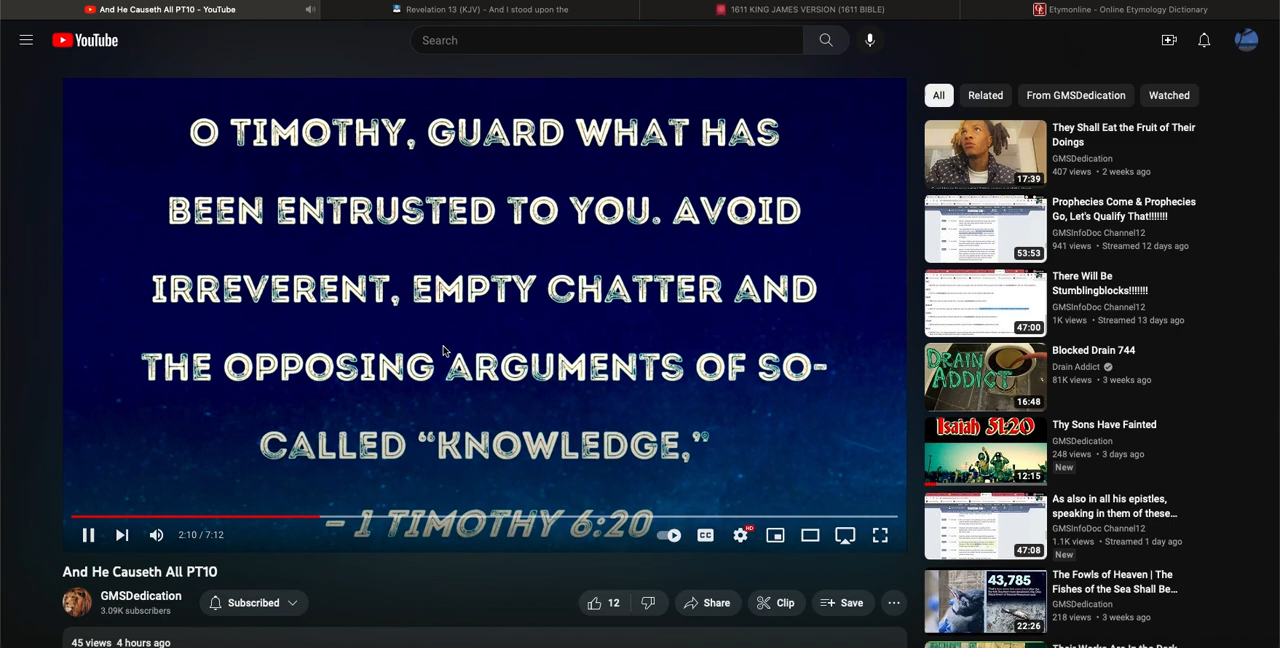 And He Causeth All PT10 - YouTube
Revelation 13 (KJV) - And I stood upon the
1611 KING JAMES VERSION (1611 BIBLE)
Etymonline - Online Etymology Dictionary
YouTube
Search
O TIMOTHY, GUARD WHAT HAS
BEEN ENTRUSTED TO YOU. AVOID
IRREVERENT, EMPTY CHATTER AND
THE OPPOSING ARGUMENTS OF SO-
CALLED “KNOWLEDGE,”
7:12
HD
And He Causeth All PT10
GMSDedication
3.09K subscribers
Subscribed
12
Share
Clip
Save
45 views 4 hours ago
All
Related
From GMSDedication
Watched
17:39
They Shall Eat the Fruit of Their
Doings
GMSDedication
407 views • 2 weeks ago
53:53
Prophecies Come & Prophecies
Go, Let's Qualify That!!!!!!!
GMSInfoDoc Channel12
941 views • Streamed 12 days ago
47:00
There Will Be
Stumblingblocks!!!!!!!
GMSInfoDoc Channel12
1K views • Streamed 13 days ago
DRAIN
ADDICT
16:48
Blocked Drain 744
Drain Addict
81K views • 3 weeks ago
Isaiah 51:20
12:15
Thy Sons Have Fainted
GMSDedication
248 views • 3 days ago
New
47:08
As also in all his epistles,
speaking in them of these...
GMSInfoDoc Channel12
1.1K views • Streamed 1 day ago
New
43,785
22:26
The Fowls of Heaven | The
Fishes of the Sea Shall Be...
GMSDedication
218 views • 3 weeks ago